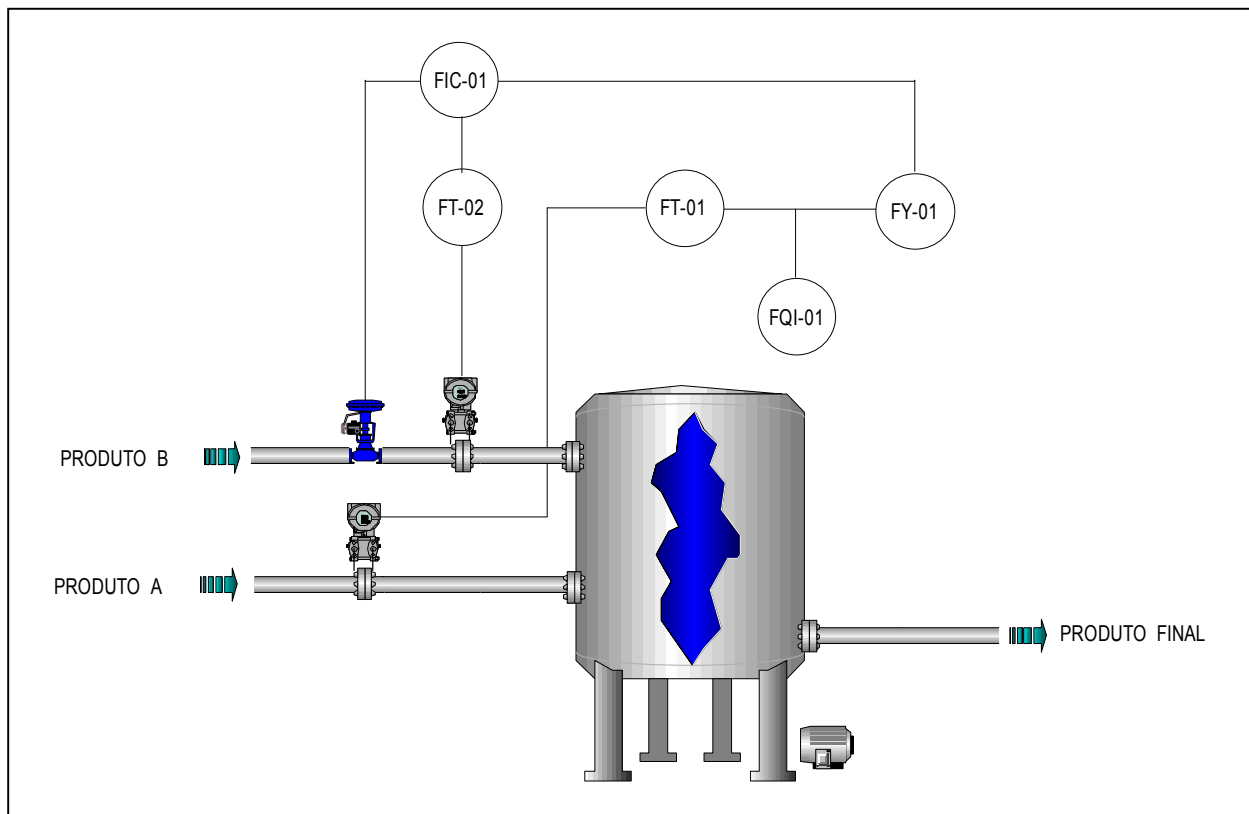 FIC-01
FT-02
FT-01
FY-01
FQI-01
PRODUTO B
PRODUTO A
PRODUTO FINAL